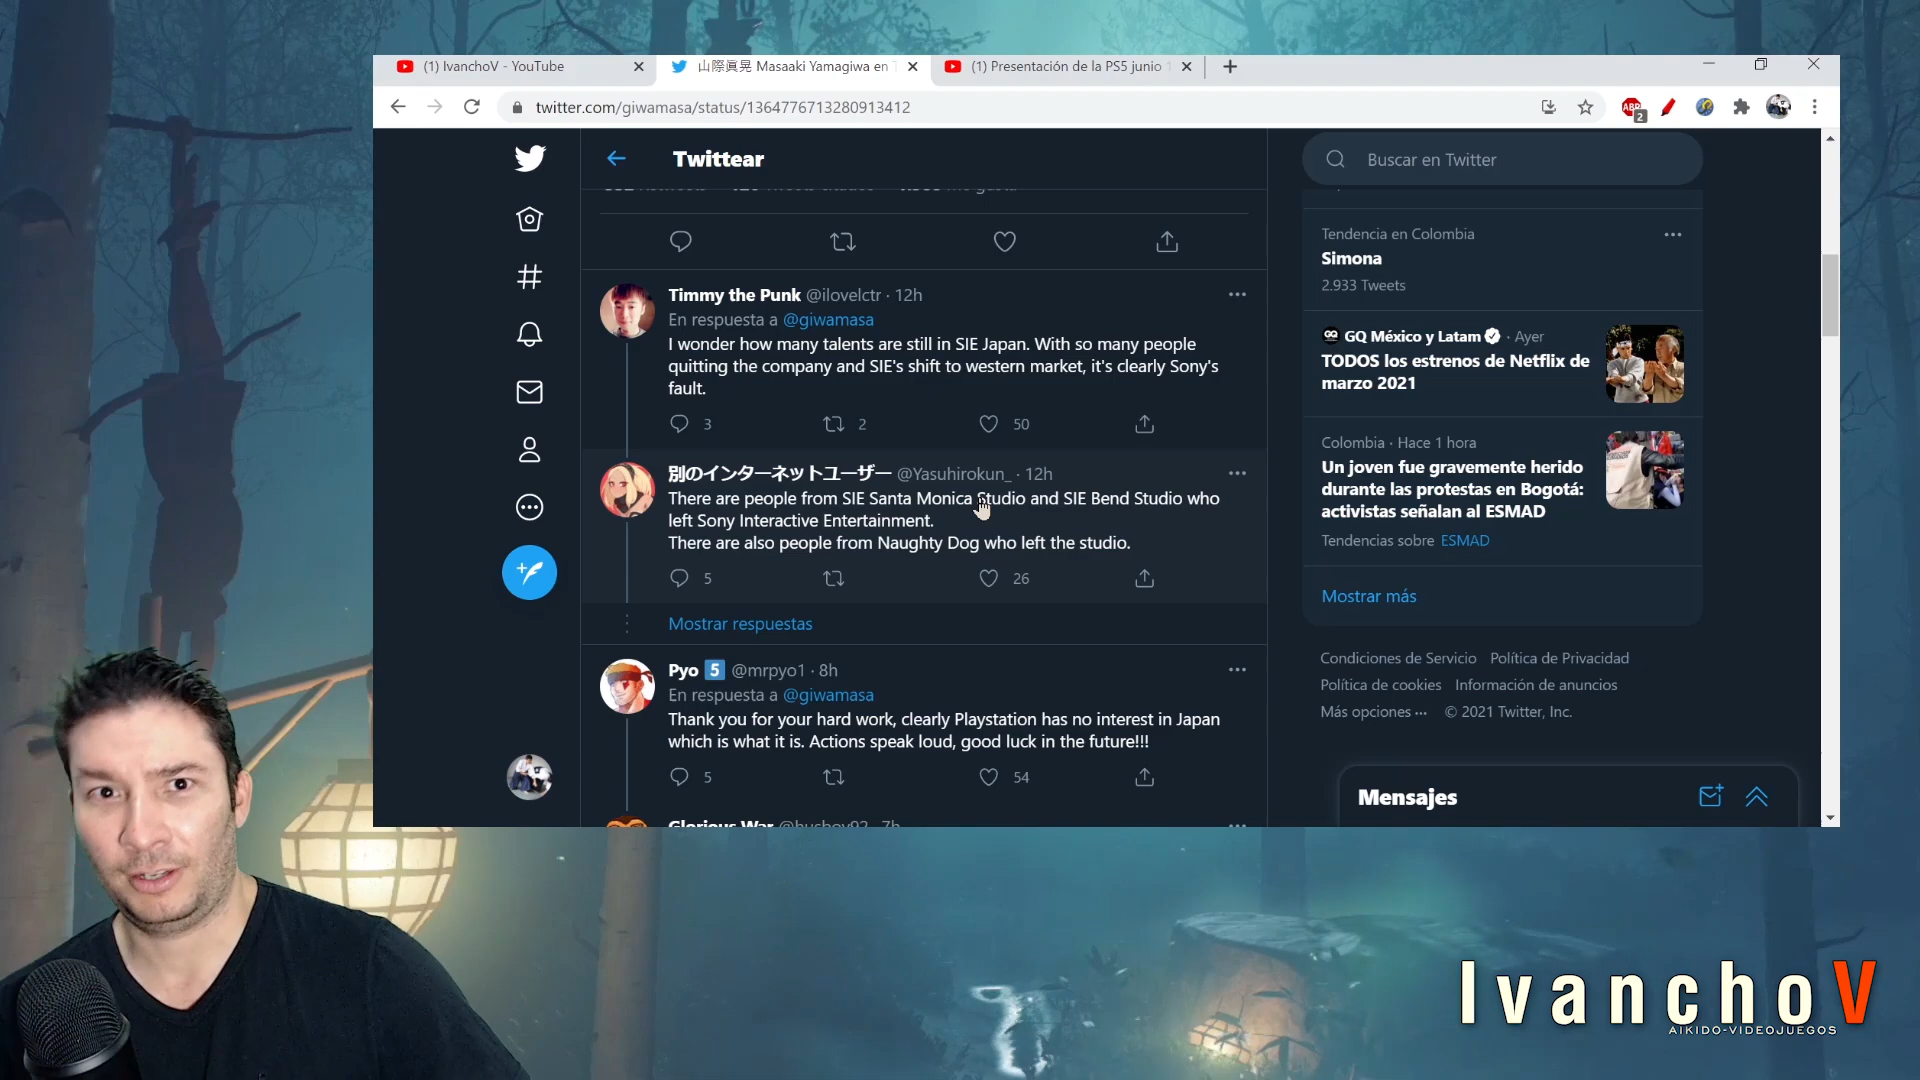 (1) IvanchoV - YouTube
山際眞晃 Masaaki Yamagiwa en T
(1) Presentación de la PS5 junio 1
twitter.com/giwamasa/status/1364776713280913412
ABP
2
Twittear
Buscar en Twitter
Timmy the Punk @ilovelctr · 12h
En respuesta a @giwamasa
I wonder how many talents are still in SIE Japan. With so many people
quitting the company and SIE's shift to western market, it's clearly Sony's
fault.
3 2 50
別のインターネットユーザー @Yasuhirokun_ · 12h
There are people from SIE Santa Monica Studio and SIE Bend Studio who
left Sony Interactive Entertainment.
There are also people from Naughty Dog who left the studio.
5 26
Mostrar respuestas
Pyo 5 @mrpyo1 · 8h
En respuesta a @giwamasa
Thank you for your hard work, clearly Playstation has no interest in Japan
which is what it is. Actions speak loud, good luck in the future!!!
5 54
Glorious War
7h
Tendencia en Colombia
Simona
2.933 Tweets
GQ México y Latam · Ayer
TODOS los estrenos de Netflix de
marzo 2021
Colombia · Hace 1 hora
Un joven fue gravemente herido
durante las protestas en Bogotá:
activistas señalan al ESMAD
Tendencias sobre ESMAD
Mostrar más
Condiciones de Servicio Política de Privacidad
Política de cookies Información de anuncios
Más opciones ··· © 2021 Twitter, Inc.
Mensajes
IvanchoV
AIKIDO-VIDEOJUEGOS